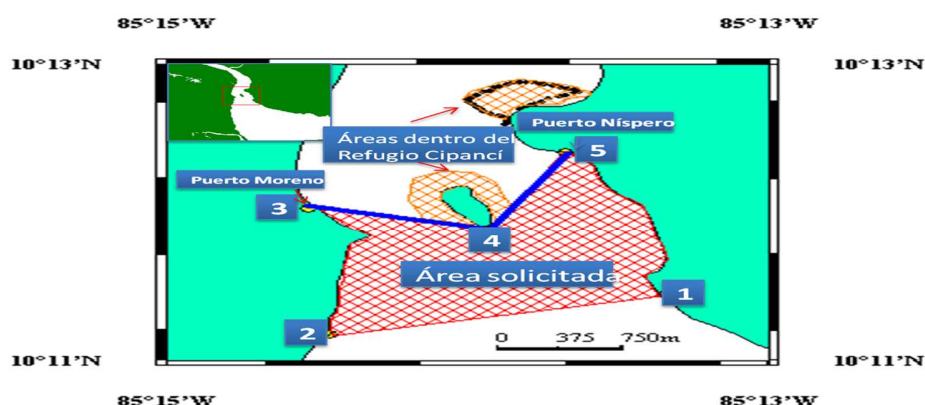 85°15’W
85°13’W
10°13’N
10°13’N
Puerto Níspero
Áreas dentro del
Refugio Cipancí
5
Puerto Moreno
3
4
Área solicitada
1
2
0 375 750m
10°11’N
10°11’N
85°15’W
85°13’W